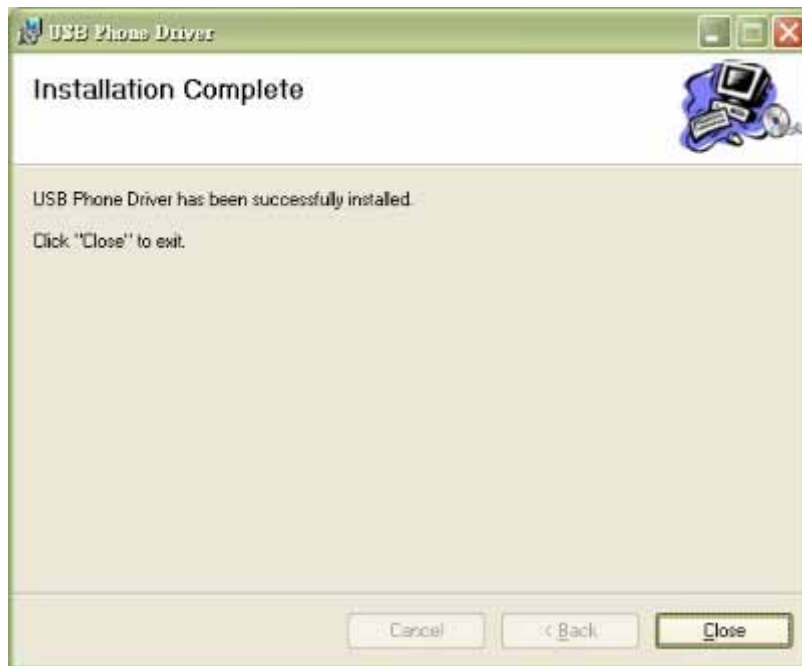 USB Phone Driver
Installation Complete
USB Phone Driver has been successfully installed.
Click "Close" to exit.
Cancel
< Back
Close